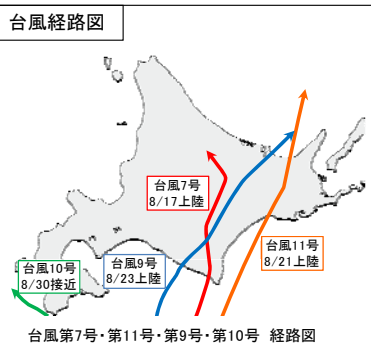 台風経路図
台風7号
8/17上陸
台風11号
8/21上陸
台風9号
8/23上陸
台風10号
8/30接近
台風第7号・第11号・第9号・第10号 経路図